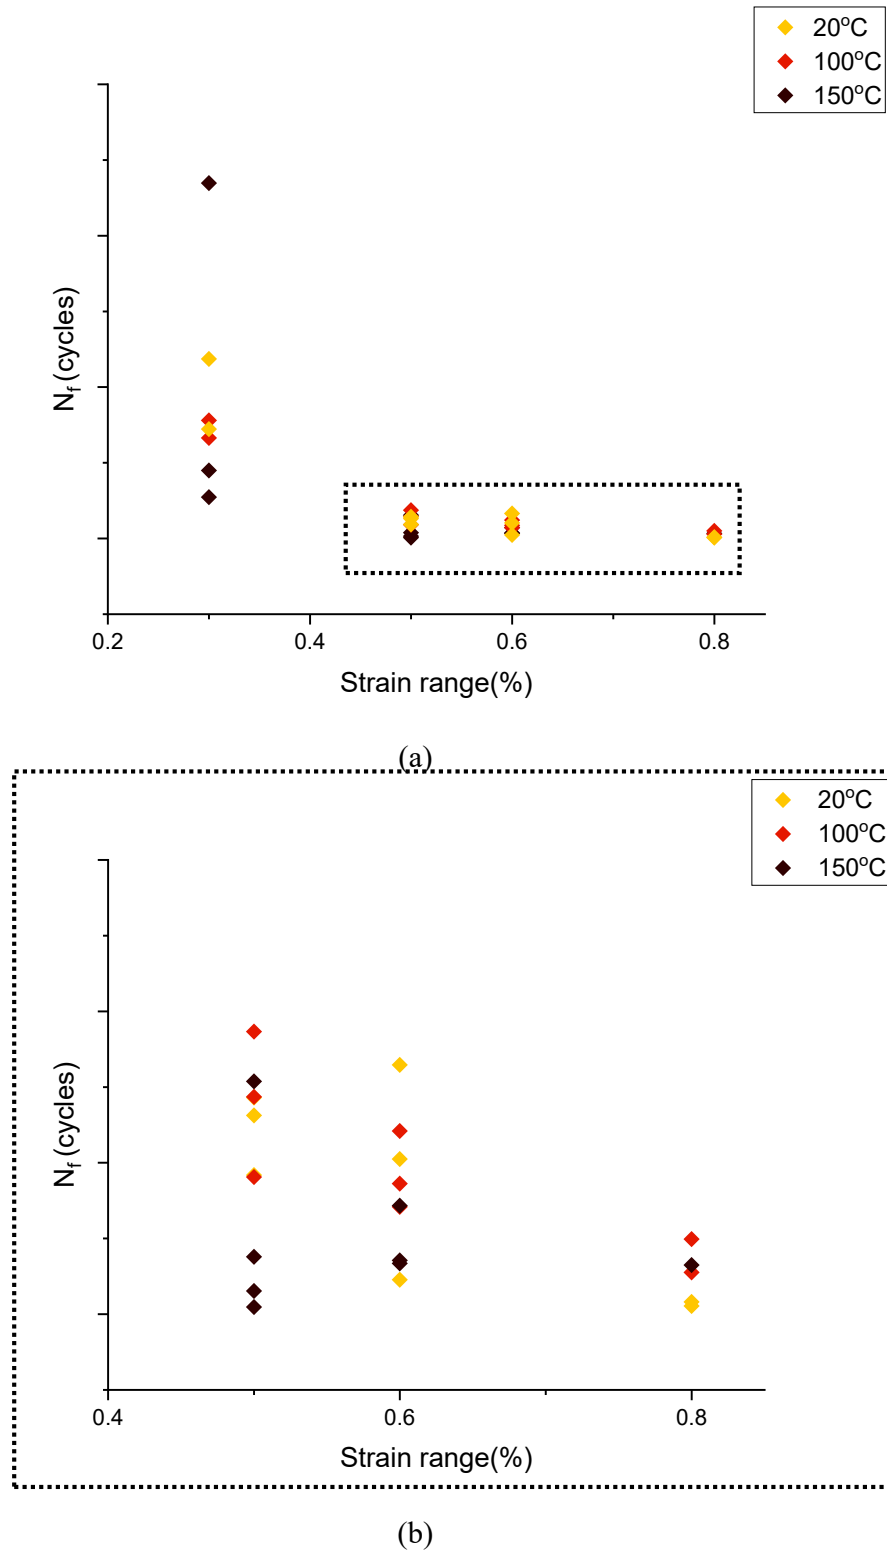 20°C
100°C
150°C
N_f (cycles)
0.2 0.4 0.6 0.8
Strain range(%)
(a)
20°C
100°C
150°C
N_f (cycles)
0.4 0.6 0.8
Strain range(%)
(b)